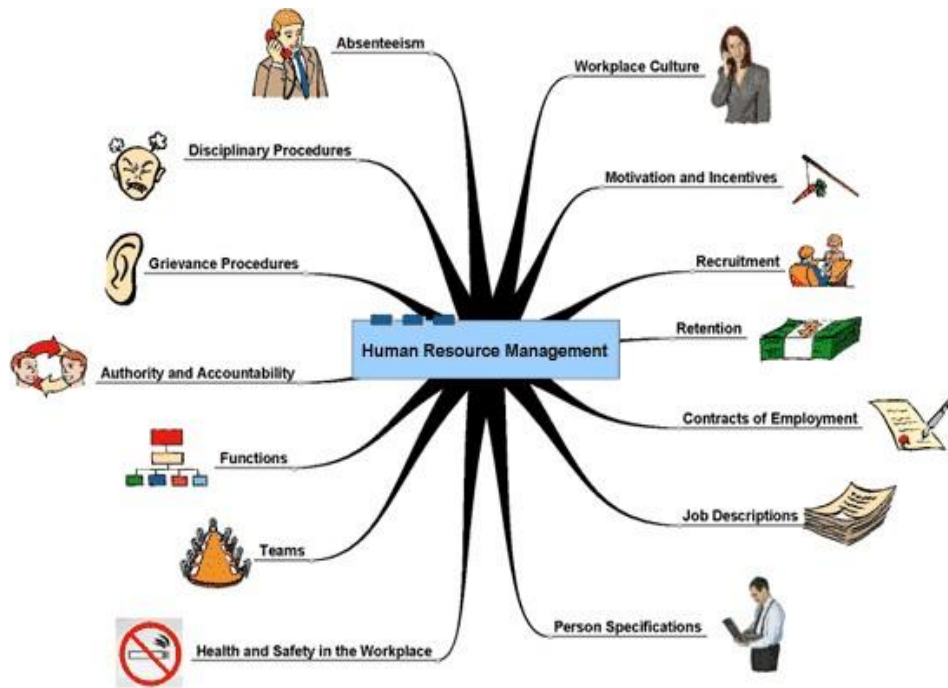 Absenteeism
Workplace Culture
Disciplinary Procedures
Motivation and Incentives
Grievance Procedures
Recruitment
Retention
Human Resource Management
Authority and Accountability
Contracts of Employment
Functions
Job Descriptions
Teams
Person Specifications
Health and Safety in the Workplace